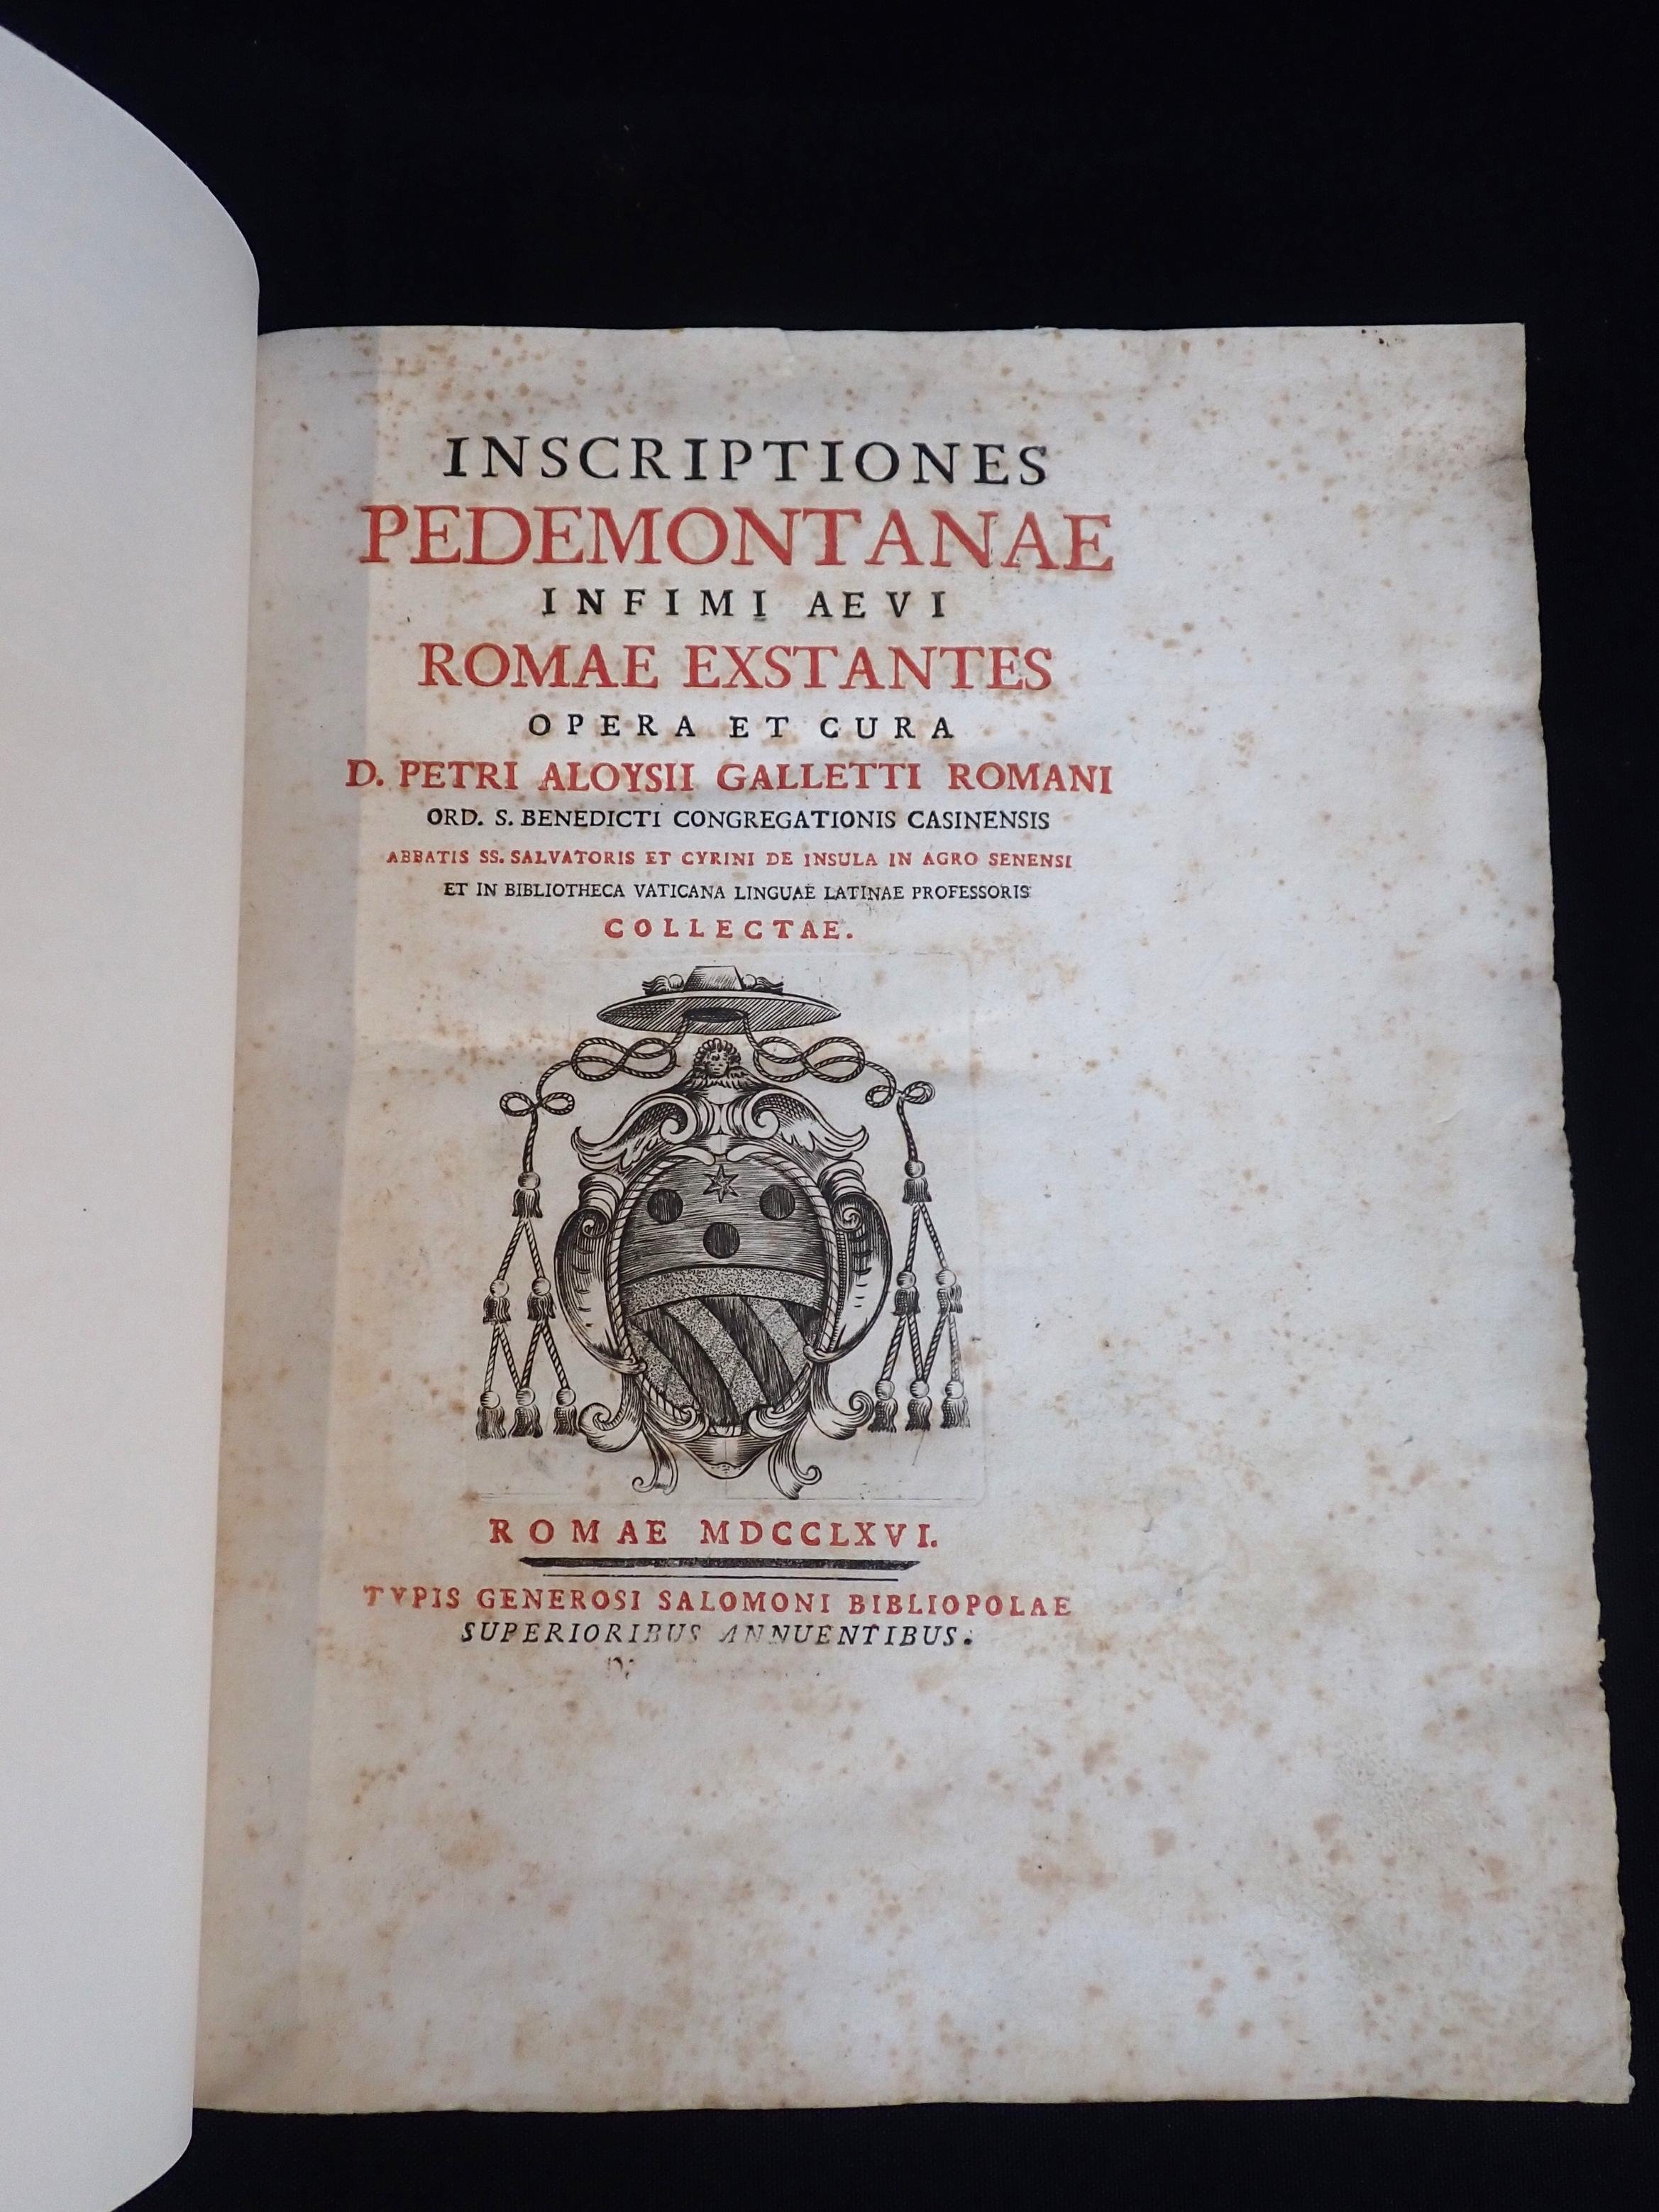 INSCRIPTIONES
PEDEMONTANAE
INFIMI AEVI
ROMAE EXSTANTES
OPERA ET CURA
D. PETRI ALOYSII GALLETTI ROMANI
ORD. S. BENEDICTI CONGREGATIONIS CASINENSIS
ABBATIS SS. SALVATORIS ET CYRINI DE INSULA IN AGRO SENENSI
ET IN BIBLIOTHECA VATICANA LINGUAE LATINAE PROFESSORIS
COLLECTAE.
ROMAE MDCCLXVI.
TYPIS GENEROSI SALOMONI BIBLIOPOLAE
SUPERIORIBUS ANNUENTIBUS.